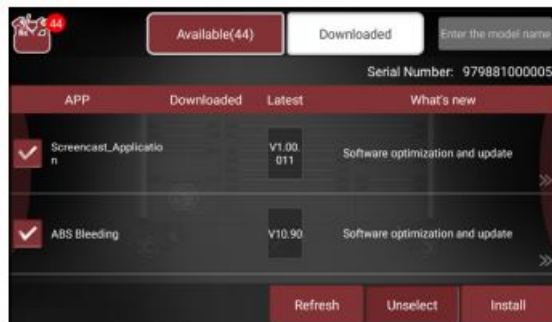 44
Available(44)
Downloaded
Enter the model name
Serial Number: 979881000005
APP Downloaded Latest What's new
Screencast_Applicatio
n
V1.00.
011
Software optimization and update
ABS Bleeding V10.90 Software optimization and update
Refresh Unselect Install